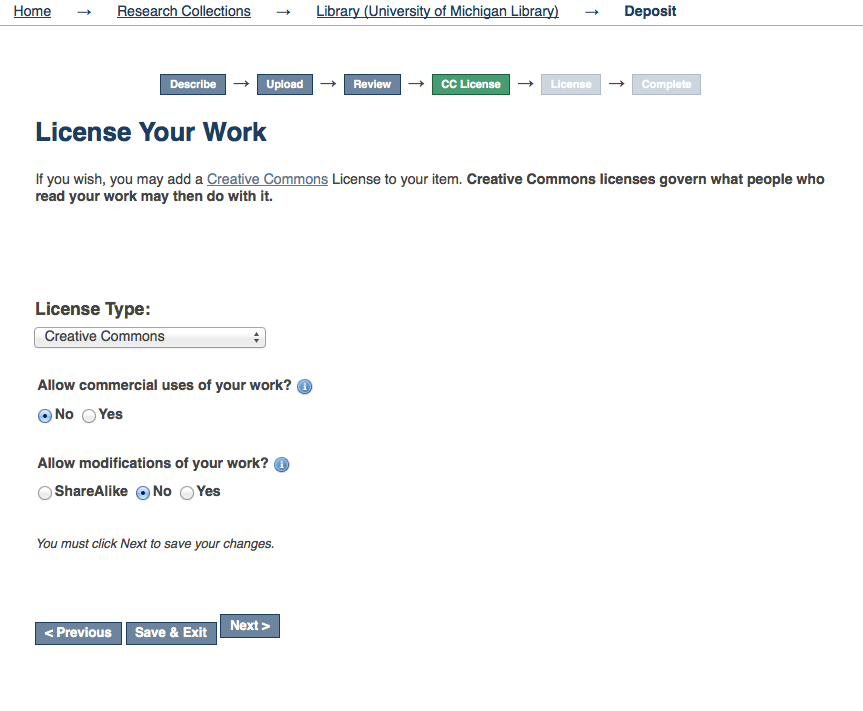 Home → Research Collections → Library (University of Michigan Library) → Deposit
Describe → Upload → Review → CC License → License → Complete
License Your Work
If you wish, you may add a Creative Commons License to your item. Creative Commons licenses govern what people who
read your work may then do with it.
License Type:
Creative Commons
Allow commercial uses of your work? i
No Yes
Allow modifications of your work? i
ShareAlike No Yes
You must click Next to save your changes.
< Previous Save & Exit Next >